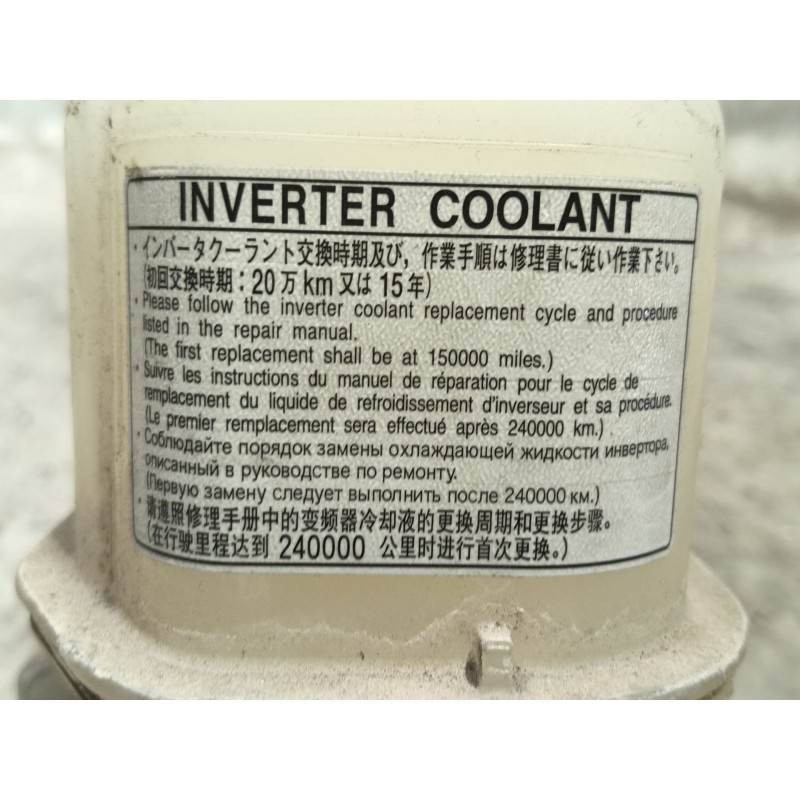 INVERTER COOLANT
・インバータクーラント交換時期及び，作業手順は修理書に従い作業下さい。
(初回交換時期：20万km又は15年)
・Please follow the inverter coolant replacement cycle and procedure
listed in the repair manual.
(The first replacement shall be at 150000 miles.)
・Suivre les instructions du manuel de réparation pour le cycle de
remplacement du liquide de refroidissement d'inverseur et sa procédure.
(Le premier remplacement sera effectué après 240000 km.)
・Соблюдайте порядок замены охлаждающей жидкости инвертора,
описанный в руководстве по ремонту.
(Первую замену следует выполнить после 240000 км.)
・请遵照修理手册中的变频器冷却液的更换周期和更换步骤。
(在行驶里程达到 240000 公里时进行首次更换。)